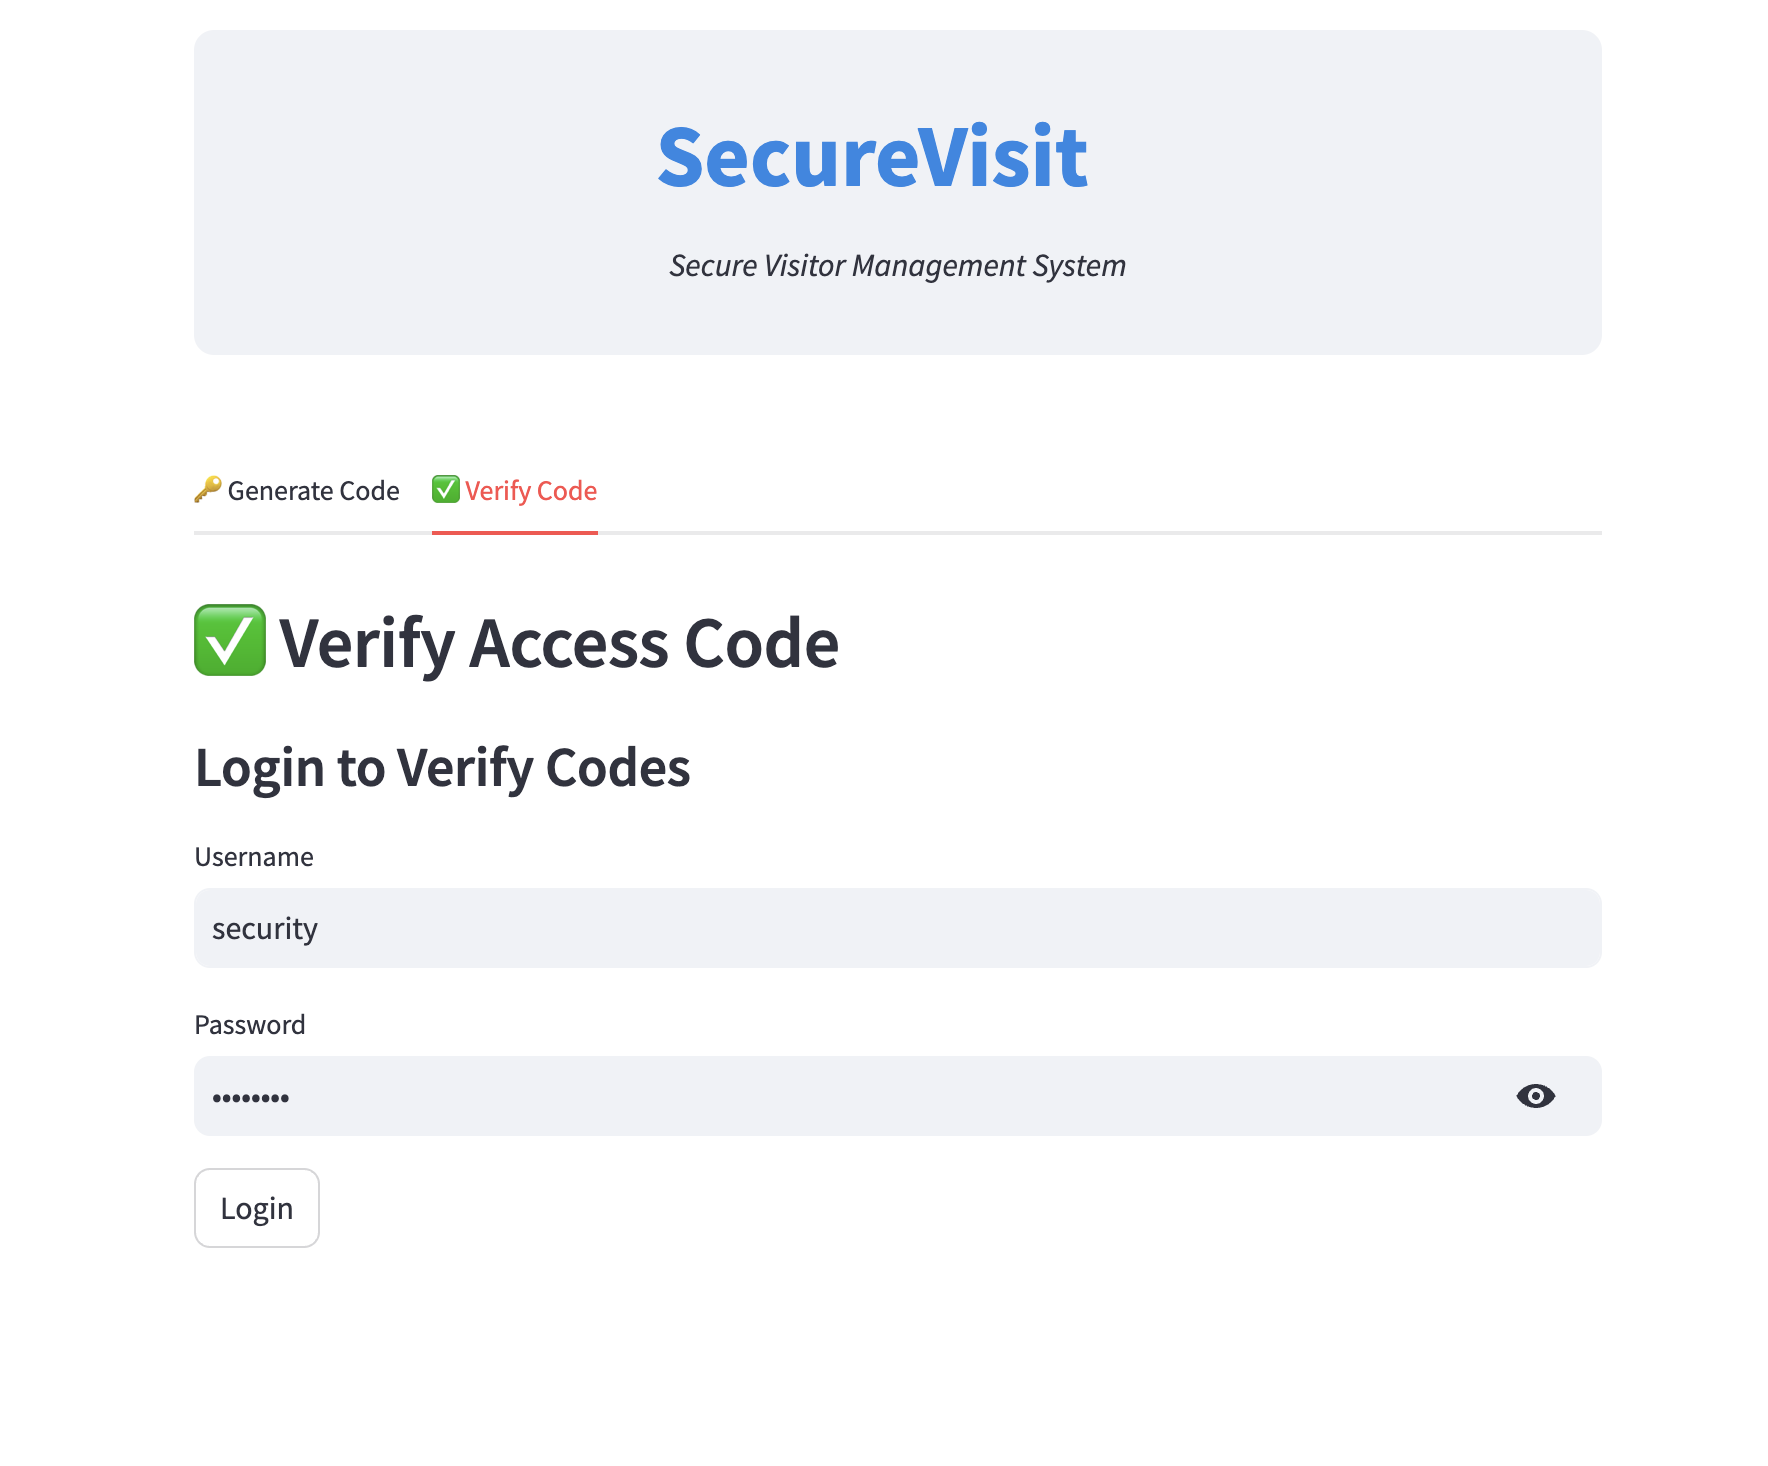 SecureVisit
Secure Visitor Management System
🔑 Generate Code ✅ Verify Code
✅ Verify Access Code
Login to Verify Codes
Username
security
Password
••••••••
Login